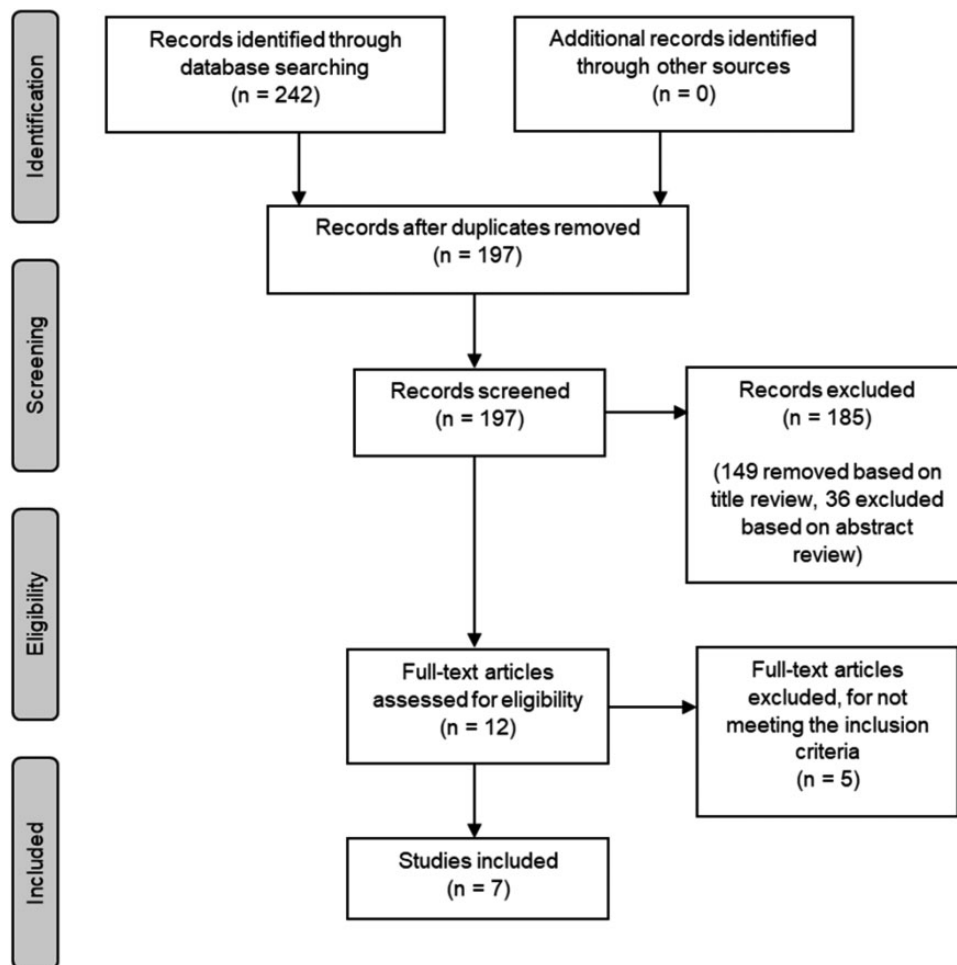 Identification
Records identified through
database searching
(n = 242)
Additional records identified
through other sources
(n = 0)
Records after duplicates removed
(n = 197)
Screening
Records screened
(n = 197)
Records excluded
(n = 185)
(149 removed based on
title review, 36 excluded
based on abstract
review)
Eligibility
Full-text articles
assessed for eligibility
(n = 12)
Full-text articles
excluded, for not
meeting the inclusion
criteria
(n = 5)
Included
Studies included
(n = 7)